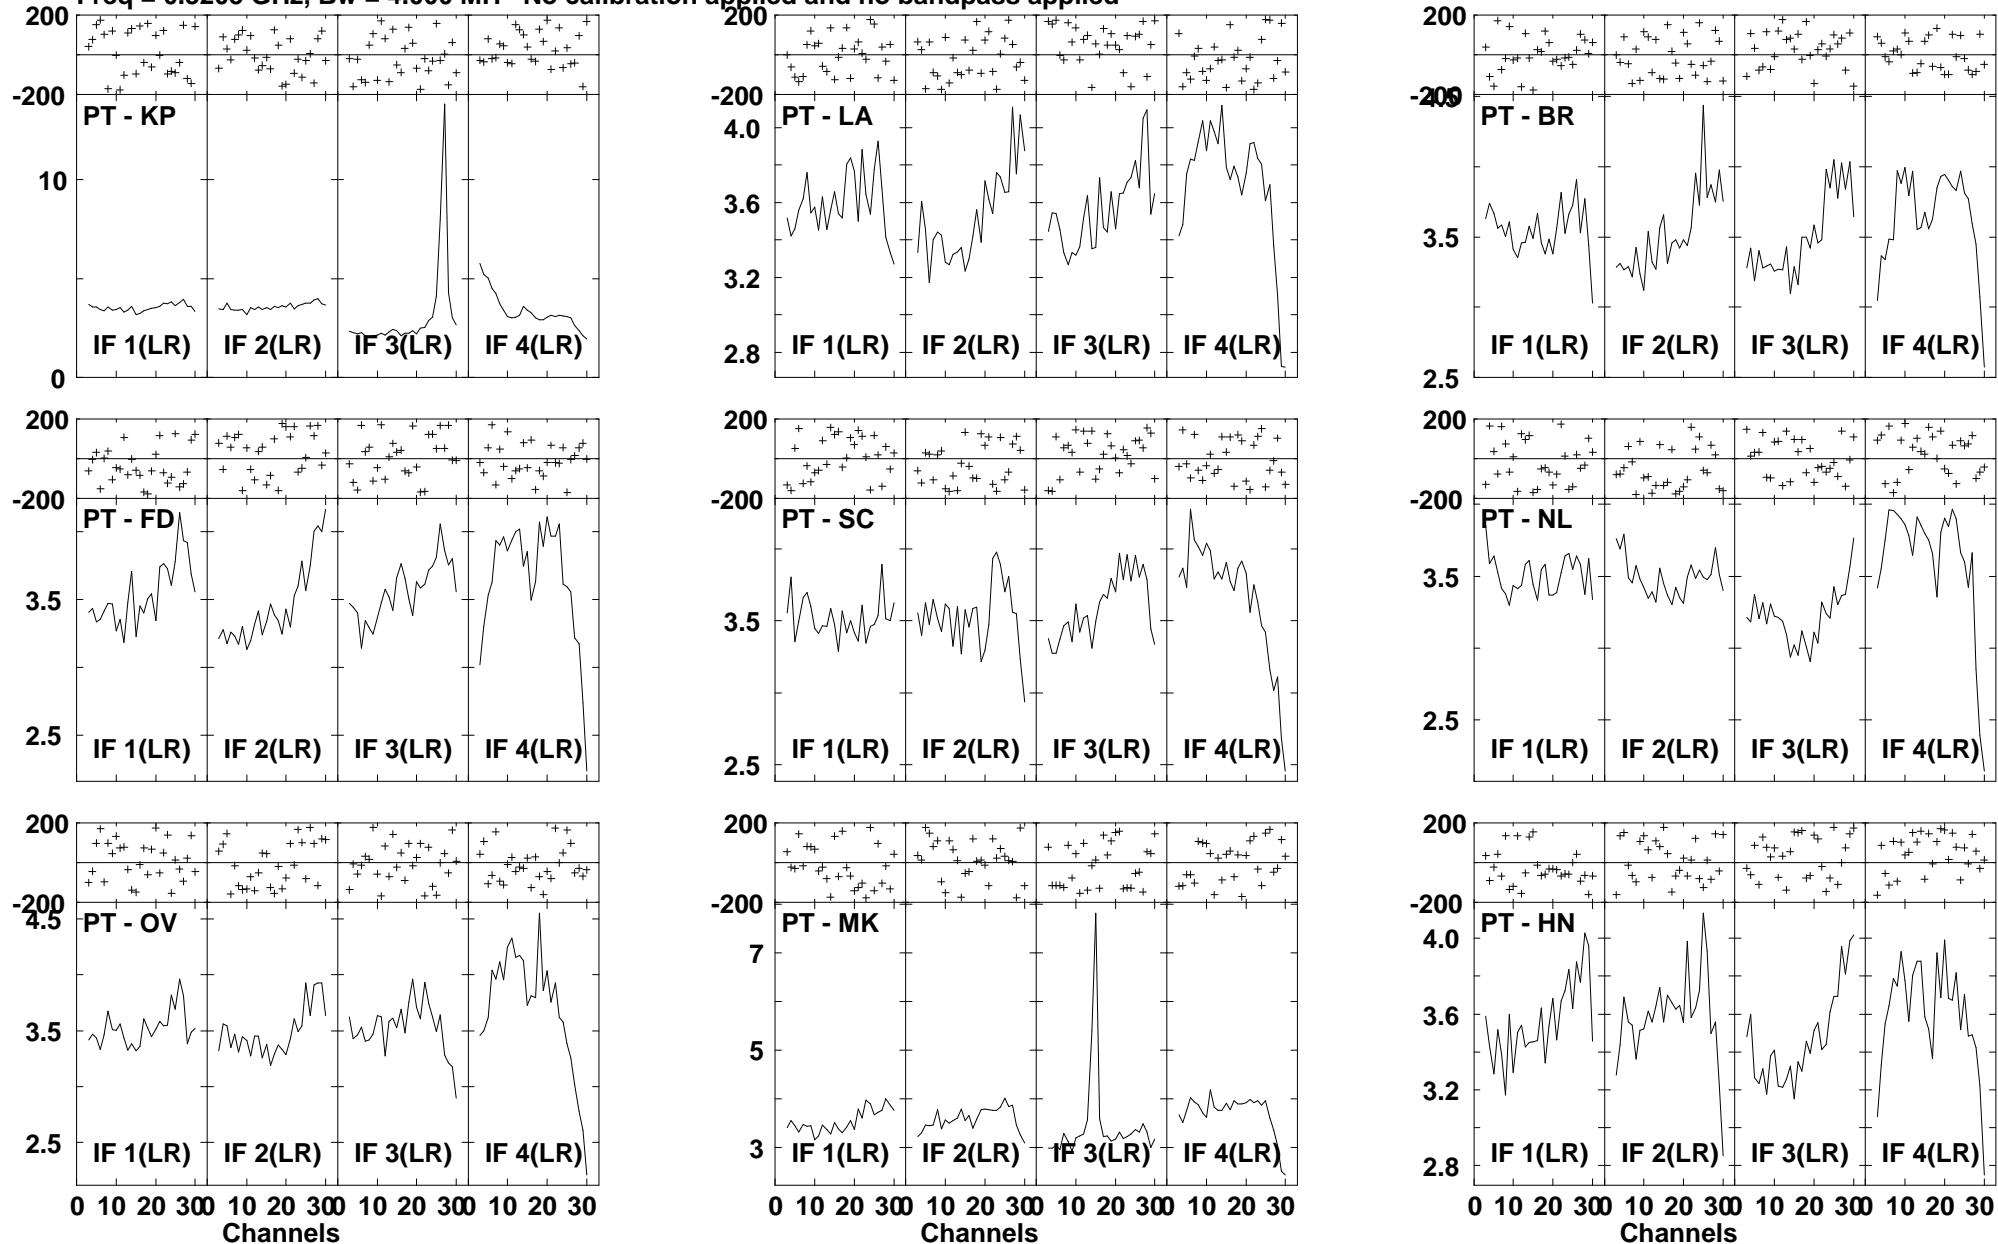 No calibration applied and no bandpass applied
200 200 200
-200 -200 -200
4.5
PT - KP PT - LA PT - BR
4.0
10
3.6
3.5
3.2
IF 1(LR) IF 2(LR) IF 3(LR) IF 4(LR) IF 1(LR) IF 2(LR) IF 3(LR) IF 4(LR) IF 1(LR) IF 2(LR) IF 3(LR) IF 4(LR)
2.8
0 2.5
200 200 200
-200 -200 -200
PT - FD PT - SC PT - NL
3.5 3.5 3.5
2.5 2.5 2.5
IF 1(LR) IF 2(LR) IF 3(LR) IF 4(LR) IF 1(LR) IF 2(LR) IF 3(LR) IF 4(LR) IF 1(LR) IF 2(LR) IF 3(LR) IF 4(LR)
200 200 200
-200 -200 -200
4.5
PT - OV PT - MK PT - HN
7 4.0
3.5 5 3.6
3.2
2.5 3 2.8
IF 1(LR) IF 2(LR) IF 3(LR) IF 4(LR) IF 1(LR) IF 2(LR) IF 3(LR) IF 4(LR) IF 1(LR) IF 2(LR) IF 3(LR) IF 4(LR)
0 10 20 30 0 10 20 30 0 10 20 30 0 10 20 30 0 10 20 30 0 10 20 30 0 10 20 30 0 10 20 30 0 10 20 30 0 10 20 30 0 10 20 30 0 10 20 30
Channels Channels Channels